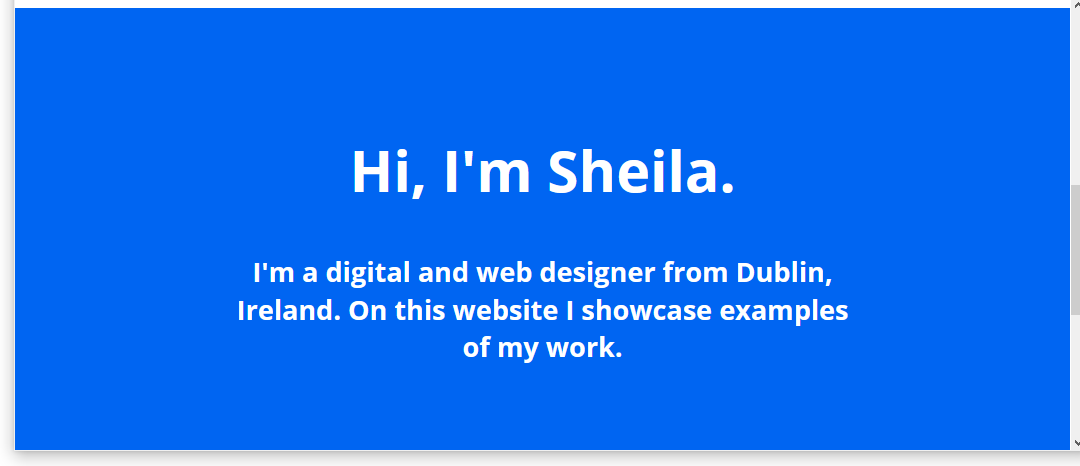 Hi, I'm Sheila.
I'm a digital and web designer from Dublin,
Ireland. On this website I showcase examples
of my work.